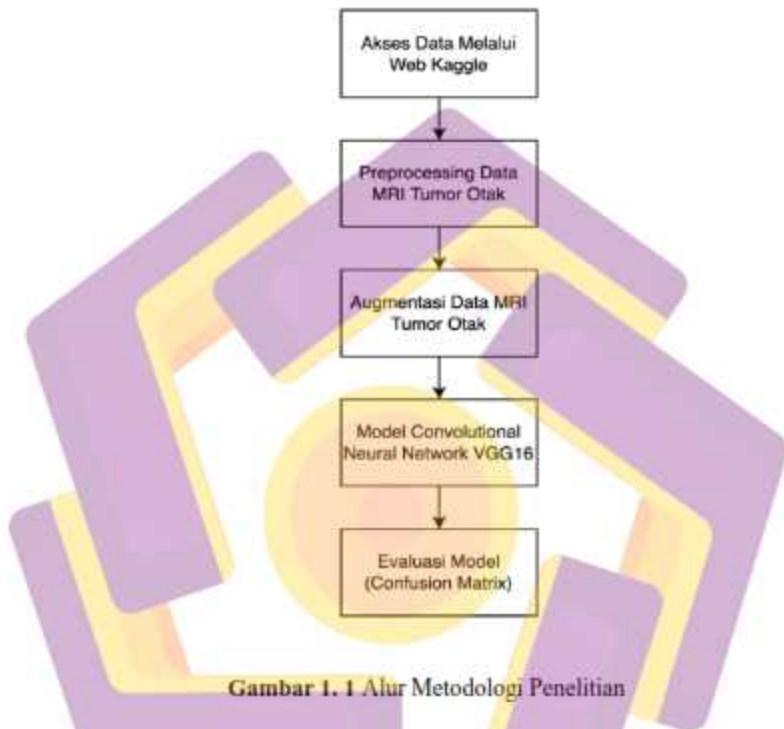 Akses Data Melalui
Web Kaggle
Preprocessing Data
MRI Tumor Otak
Augmentasi Data MRI
Tumor Otak
Model Convolutional
Neural Network VGG16
Evaluasi Model
(Confusion Matrix)
Gambar 1. 1 Alur Metodologi Penelitian